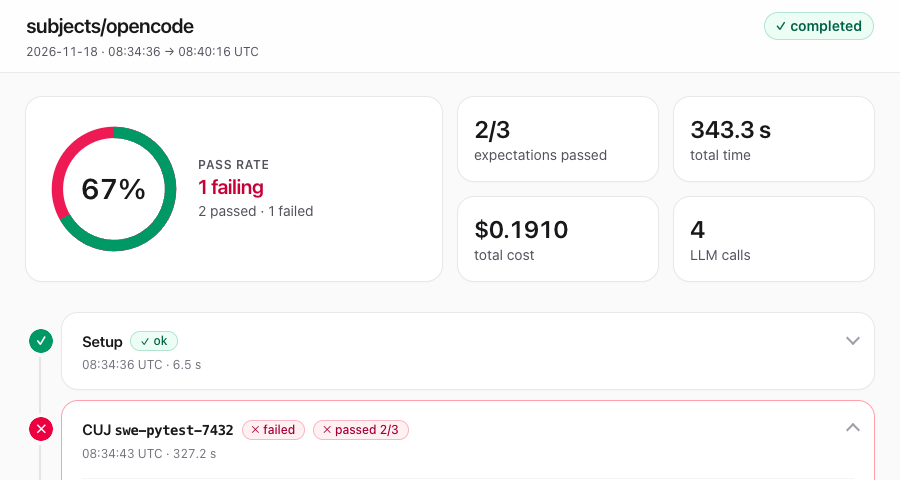 subjects/opencode
✓ completed
2026-11-18 · 08:34:36 → 08:40:16 UTC
67%
PASS RATE
1 failing
2 passed · 1 failed
2/3
expectations passed
343.3 s
total time
$0.1910
total cost
4
LLM calls
Setup ✓ ok
08:34:36 UTC · 6.5 s
CUJ swe-pytest-7432 ✕ failed ✕ passed 2/3
08:34:43 UTC · 327.2 s